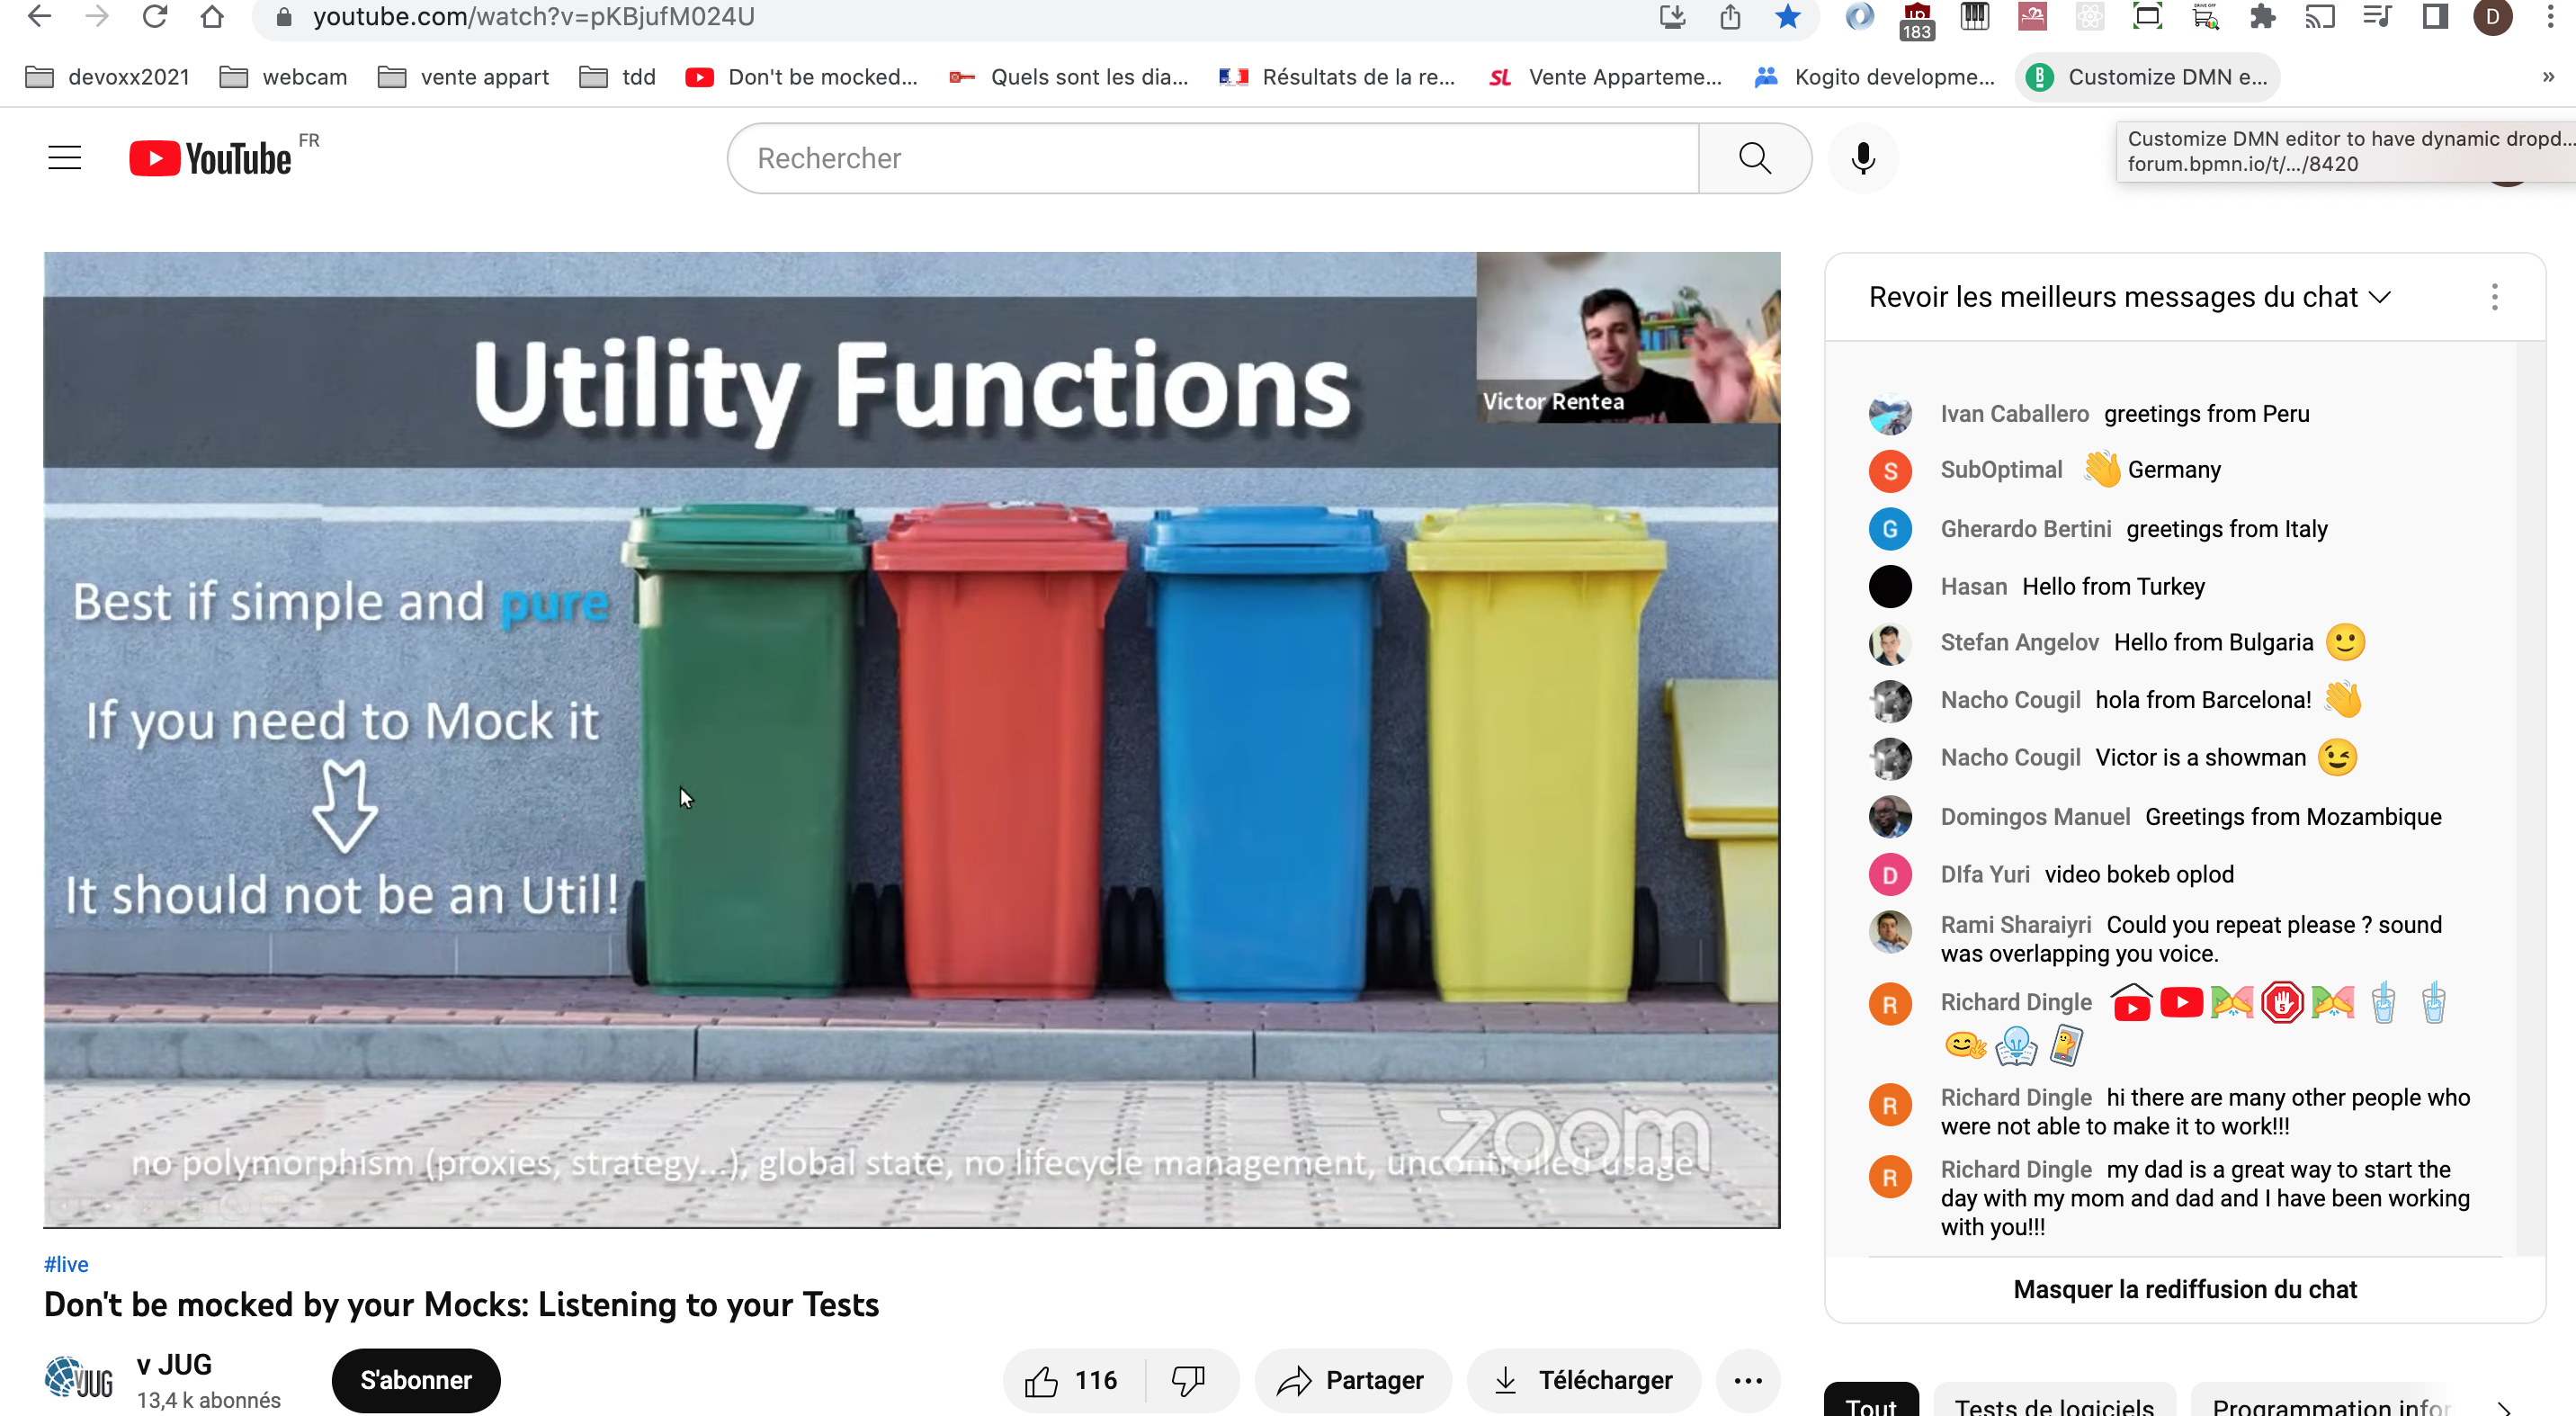 youtube.com/watch?v=pKBjufM024U
183
D
devoxx2021
webcam
vente appart
tdd
Don't be mocked...
Quels sont les dia...
Résultats de la re...
SL
Vente Apparteme...
Kogito developme...
Customize DMN e...
»
YouTube FR
Rechercher
Customize DMN editor to have dynamic dropd...
forum.bpmn.io/t/.../8420
Utility Functions
Victor Rentea
Best if simple and pure
If you need to Mock it
It should not be an Util!
zoom
no polymorphism (proxies, strategy...), global state, no lifecycle management, uncontrolled usage
#live
Don't be mocked by your Mocks: Listening to your Tests
vJUG
v JUG
13,4 k abonnés
S'abonner
116
Partager
Télécharger
Revoir les meilleurs messages du chat
Ivan Caballero greetings from Peru
S
SubOptimal 👋 Germany
G
Gherardo Bertini greetings from Italy
Hasan Hello from Turkey
Stefan Angelov Hello from Bulgaria 🙂
Nacho Cougil hola from Barcelona! 👋
Nacho Cougil Victor is a showman 😉
Domingos Manuel Greetings from Mozambique
D
DIfa Yuri video bokeb oplod
Rami Sharaiyri Could you repeat please ? sound
was overlapping you voice.
R
Richard Dingle
R
Richard Dingle hi there are many other people who
were not able to make it to work!!!
R
Richard Dingle my dad is a great way to start the
day with my mom and dad and I have been working
with you!!!
Masquer la rediffusion du chat
Tout
Tests de logiciels
Programmation infor